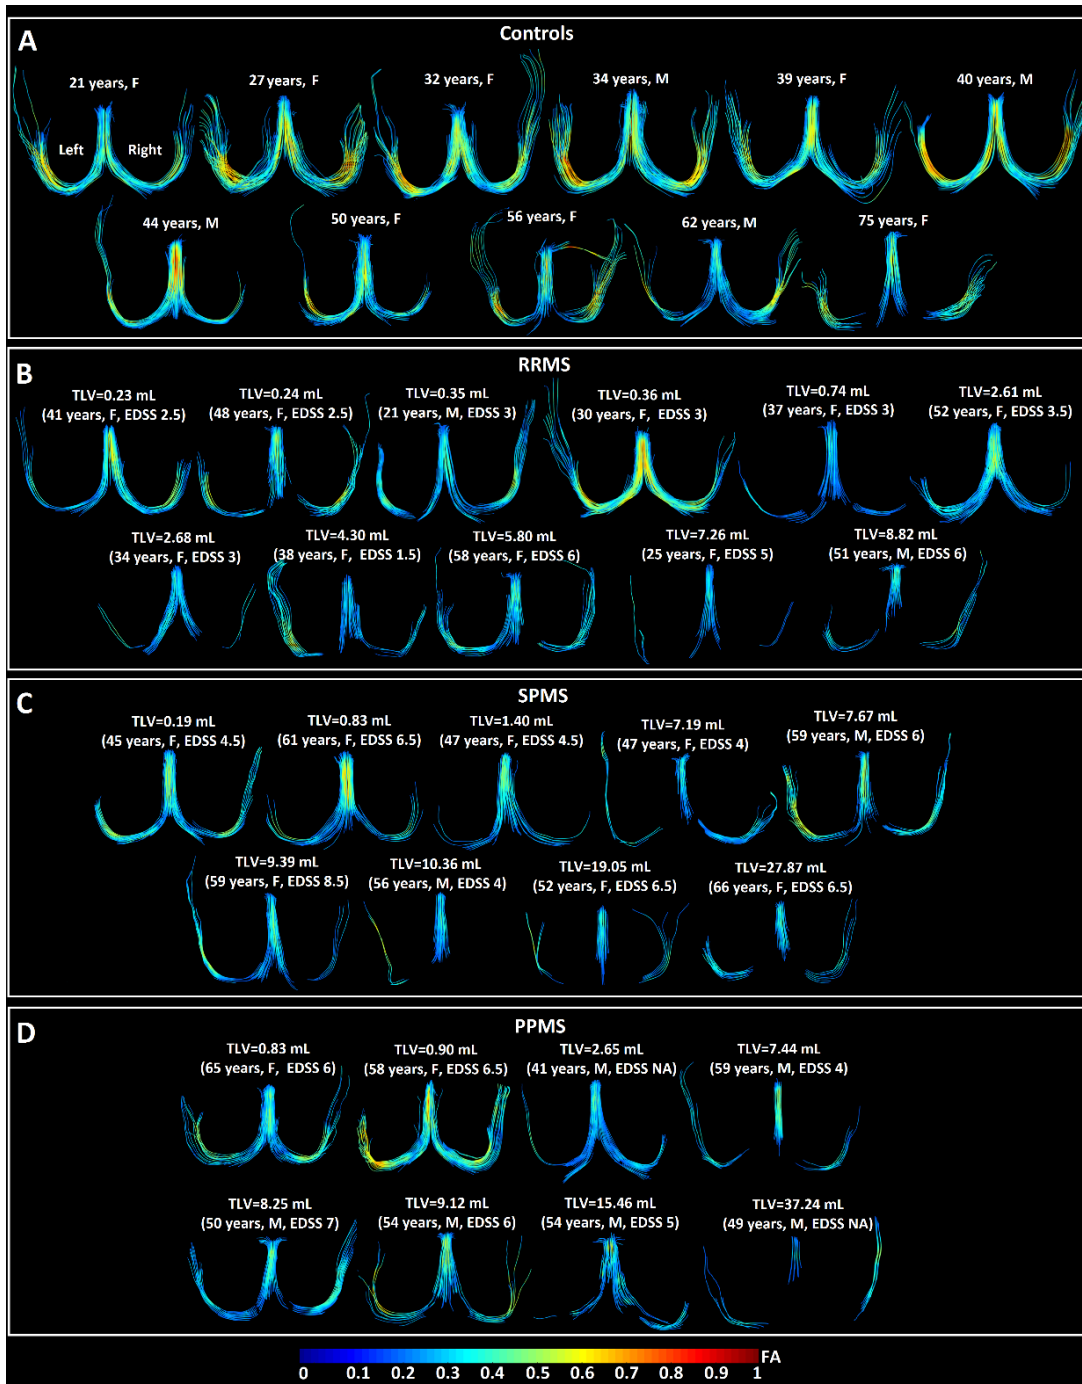 A
Controls
21 years, F
27 years, F
32 years, F
34 years, M
39 years, F
40 years, M
Left
Right
44 years, M
50 years, F
56 years, F
62 years, M
75 years, F
B
RRMS
TLV=0.23 mL
(41 years, F, EDSS 2.5)
TLV=0.24 mL
(48 years, F, EDSS 2.5)
TLV=0.35 mL
(21 years, M, EDSS 3)
TLV=0.36 mL
(30 years, F, EDSS 3)
TLV=0.74 mL
(37 years, F, EDSS 3)
TLV=2.61 mL
(52 years, F, EDSS 3.5)
TLV=2.68 mL
(34 years, F, EDSS 3)
TLV=4.30 mL
(38 years, F, EDSS 1.5)
TLV=5.80 mL
(58 years, F, EDSS 6)
TLV=7.26 mL
(25 years, F, EDSS 5)
TLV=8.82 mL
(51 years, M, EDSS 6)
C
SPMS
TLV=0.19 mL
(45 years, F, EDSS 4.5)
TLV=0.83 mL
(61 years, F, EDSS 6.5)
TLV=1.40 mL
(47 years, F, EDSS 4.5)
TLV=7.19 mL
(47 years, F, EDSS 4)
TLV=7.67 mL
(59 years, M, EDSS 6)
TLV=9.39 mL
(59 years, F, EDSS 8.5)
TLV=10.36 mL
(56 years, M, EDSS 4)
TLV=19.05 mL
(52 years, F, EDSS 6.5)
TLV=27.87 mL
(66 years, F, EDSS 6.5)
D
PPMS
TLV=0.83 mL
(65 years, F, EDSS 6)
TLV=0.90 mL
(58 years, F, EDSS 6.5)
TLV=2.65 mL
(41 years, M, EDSS NA)
TLV=7.44 mL
(59 years, M, EDSS 4)
TLV=8.25 mL
(50 years, M, EDSS 7)
TLV=9.12 mL
(54 years, M, EDSS 6)
TLV=15.46 mL
(54 years, M, EDSS 5)
TLV=37.24 mL
(49 years, M, EDSS NA)
FA
0 0.1 0.2 0.3 0.4 0.5 0.6 0.7 0.8 0.9 1